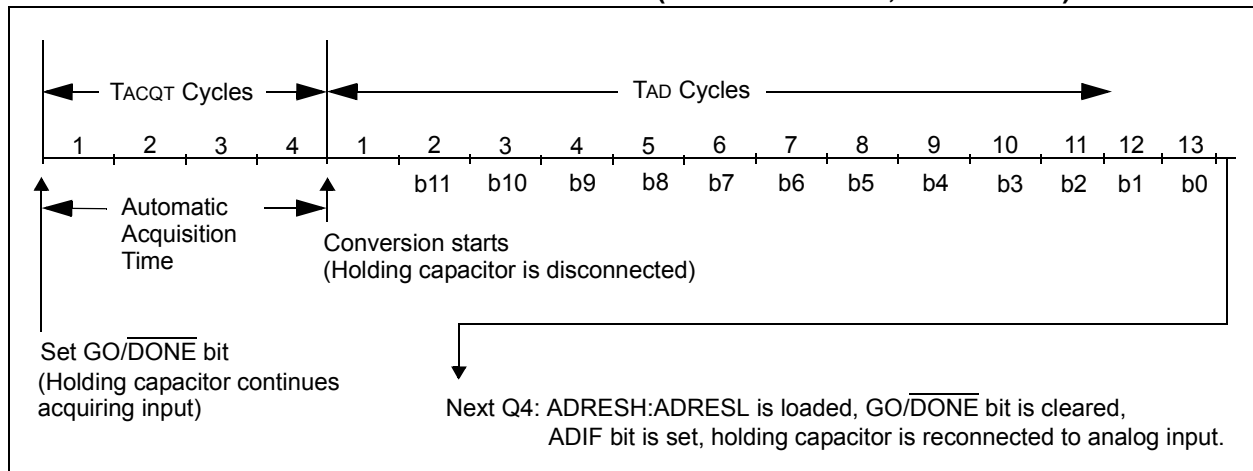 TACQT Cycles TAD Cycles
1 2 3 4 1 2 3 4 5 6 7 8 9 10 11 12 13
b11 b10 b9 b8 b7 b6 b5 b4 b3 b2 b1 b0
Automatic
Acquisition
Time
Conversion starts
(Holding capacitor is disconnected)
Set GO/DONE bit
(Holding capacitor continues
acquiring input)
Next Q4: ADRESH:ADRESL is loaded, GO/DONE bit is cleared,
ADIF bit is set, holding capacitor is reconnected to analog input.